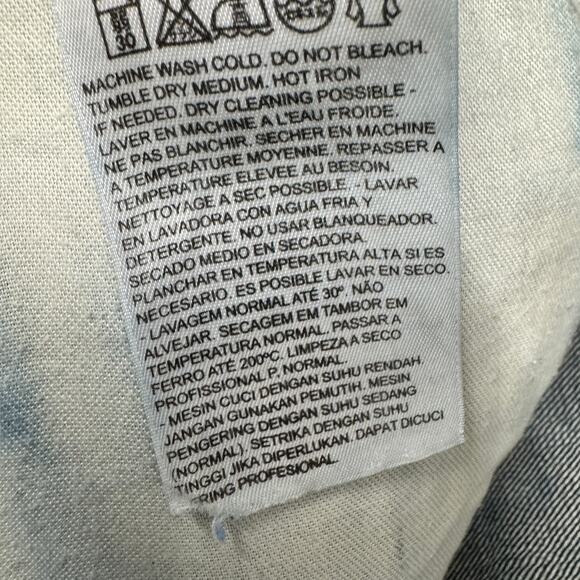 30
MACHINE WASH COLD. DO NOT BLEACH.
TUMBLE DRY MEDIUM. HOT IRON
IF NEEDED. DRY CLEANING POSSIBLE -
LAVER EN MACHINE A L'EAU FROIDE.
NE PAS BLANCHIR. SECHER EN MACHINE
A TEMPERATURE MOYENNE. REPASSER A
TEMPERATURE ELEVEE AU BESOIN.
NETTOYAGE A SEC POSSIBLE. - LAVAR
EN LAVADORA CON AGUA FRIA Y
DETERGENTE. NO USAR BLANQUEADOR.
SECADO MEDIO EN SECADORA.
PLANCHAR EN TEMPERATURA ALTA SI ES
NECESARIO. ES POSIBLE LAVAR EN SECO.
- LAVAGEM NORMAL ATÉ 30° NÃO
ALVEJAR. SECAGEM EM TAMBOR EM
TEMPERATURA NORMAL. PASSAR A
FERRO ATÉ 200°C. LIMPEZA A SECO
PROFISSIONAL P. NORMAL.
- MESIN CUCI DENGAN SUHU RENDAH.
JANGAN GUNAKAN PEMUTIH. MESIN
PENGERING DENGAN SUHU SEDANG
(NORMAL). SETRIKA DENGAN SUHU
TINGGI JIKA DIPERLUKAN. DAPAT DICUCI
ERING PROFESIONAL.